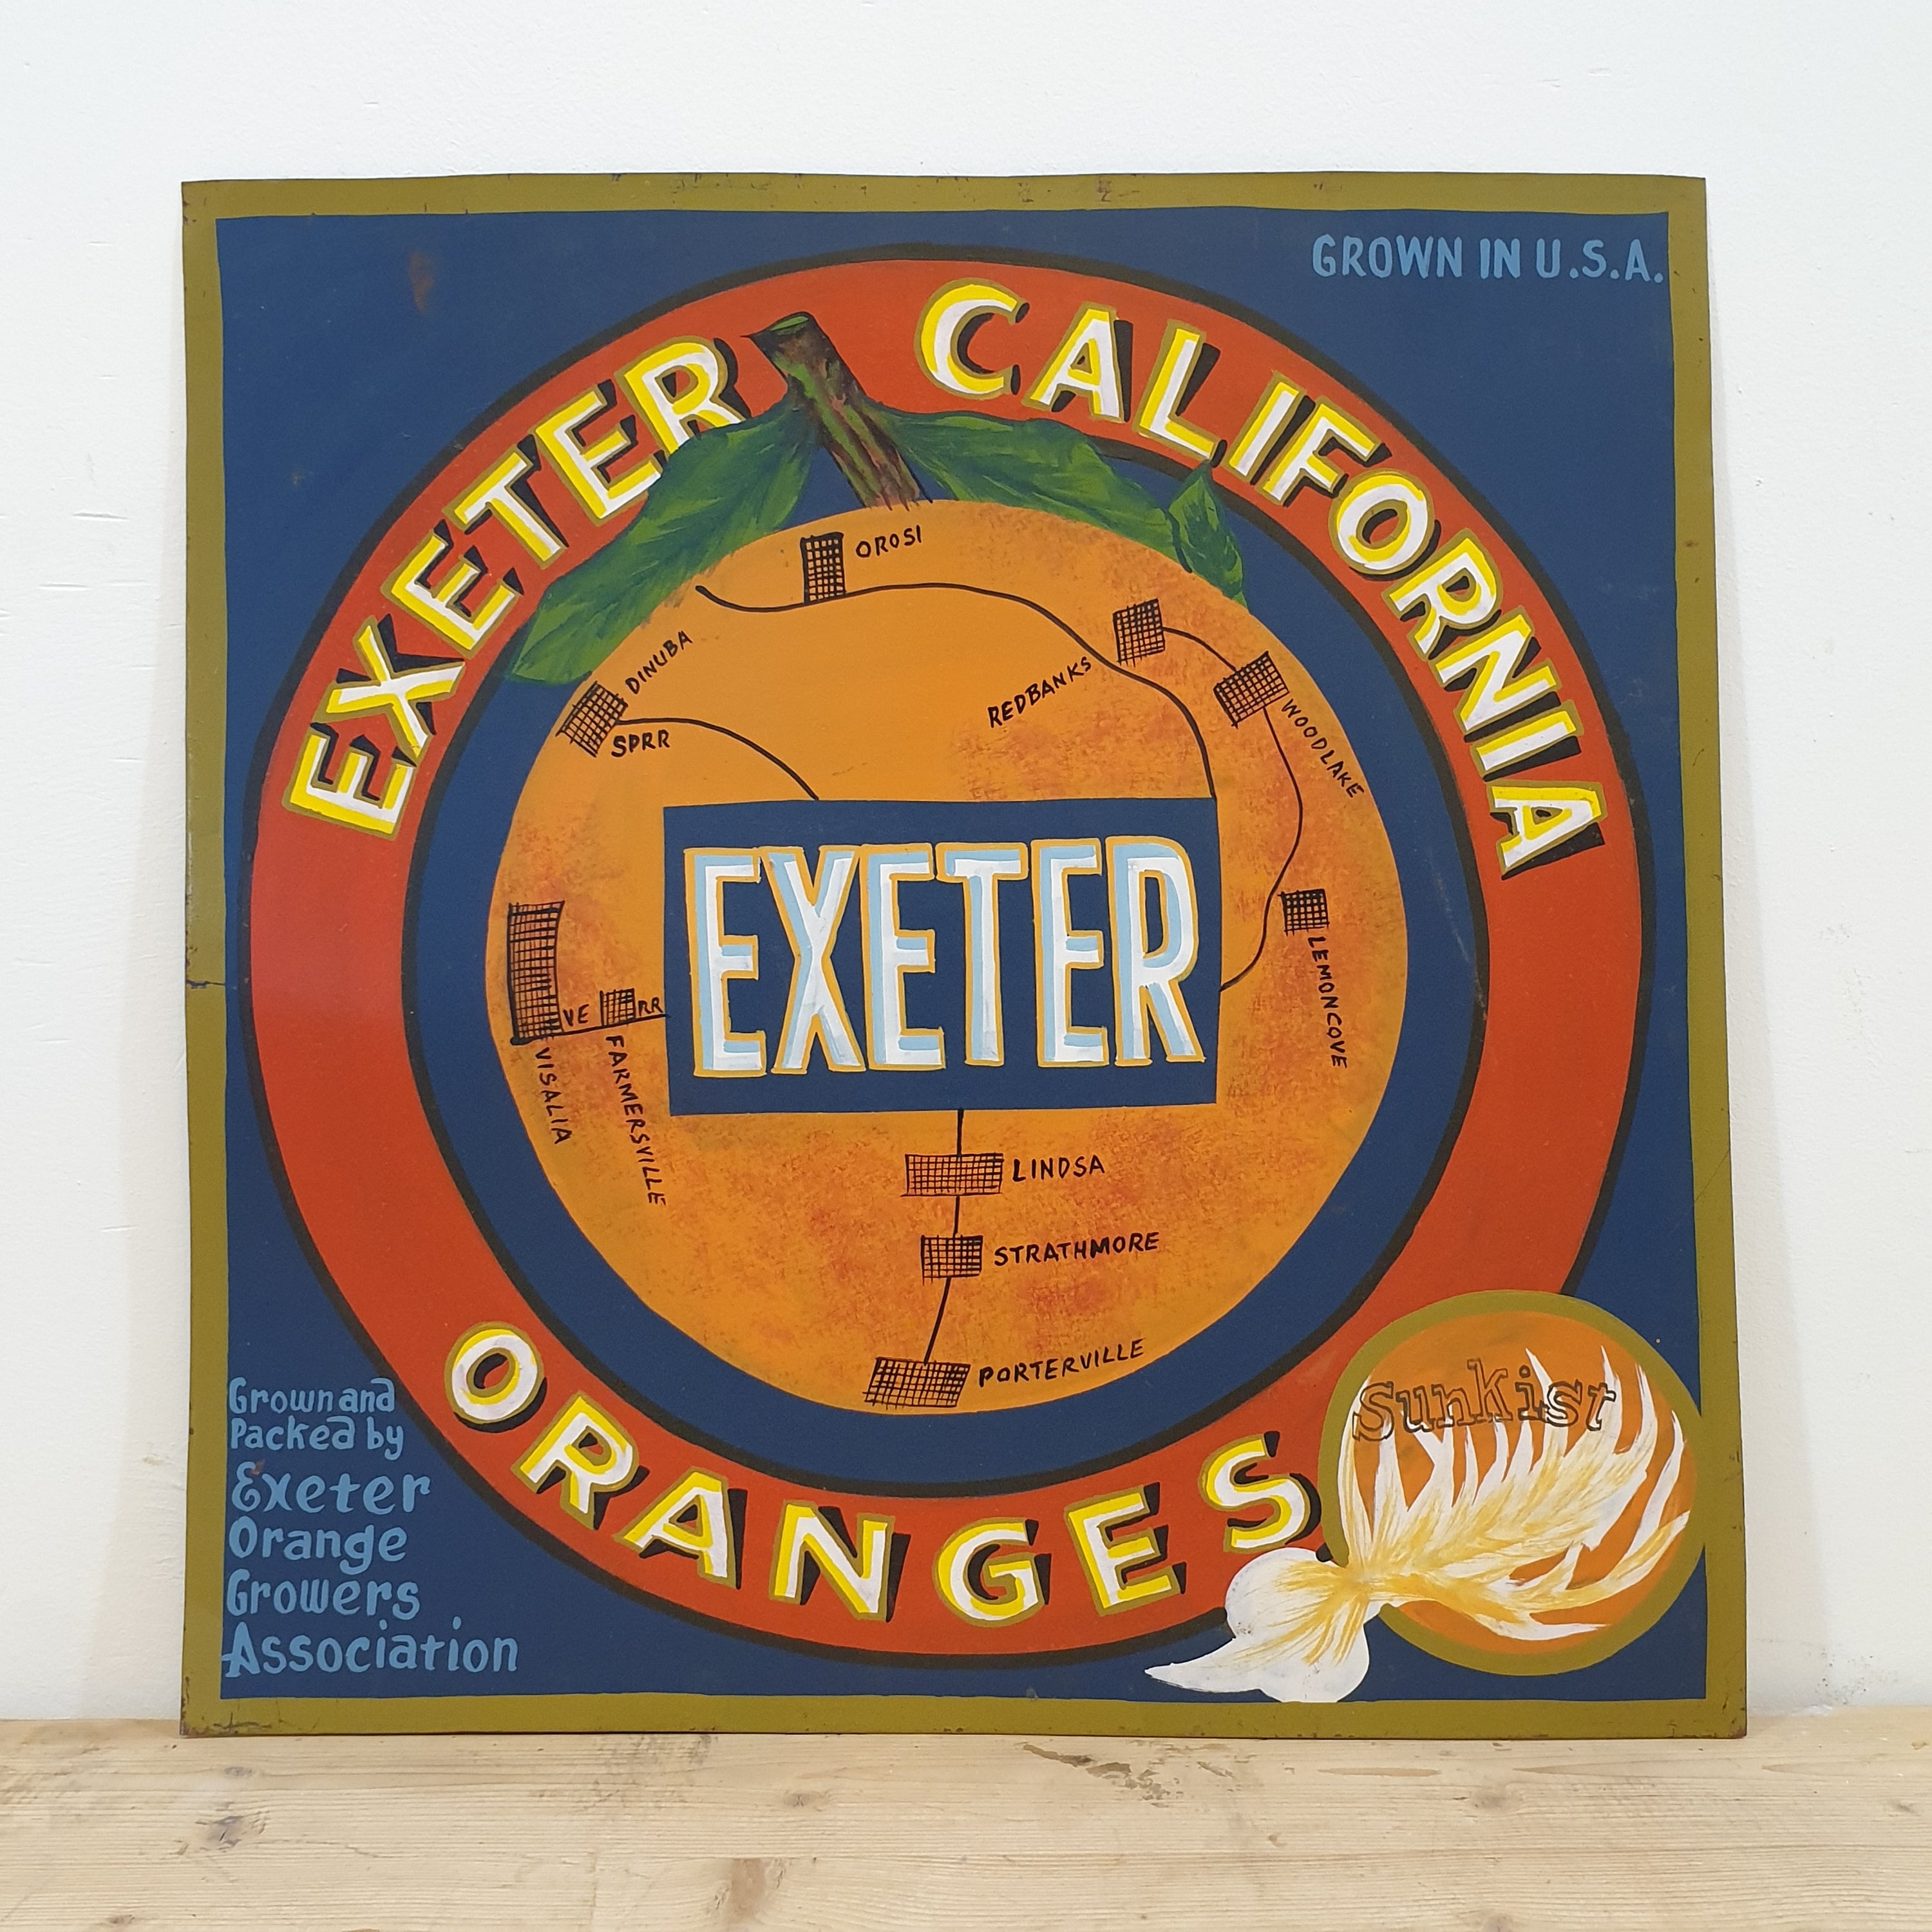 GROWN IN U.S.A.
EXETER CALIFORNIA
OROSI
DINUBA
SPRR
REDBANKS
WOODLAKE
EXETER
LEMONCOVE
VE RR
VISALIA
FARMERSVILLE
LINDSA
STRATHMORE
PORTERVILLE
ORANGES
Sunkist
Grown and
Packed by
Exeter
Orange
Growers
Association